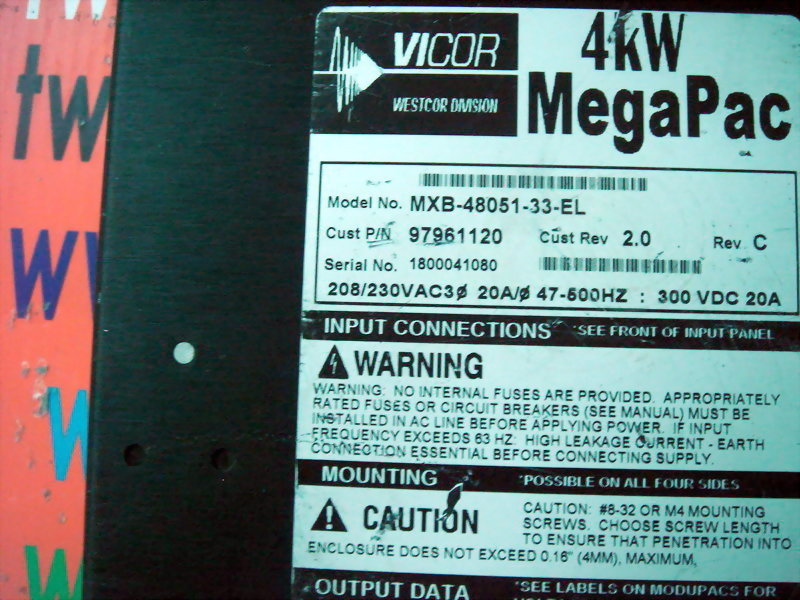 tw
tw
w
W
W
VICOR
WESTCOR DIVISION
4kW
MegaPac
Model No. MXB-48051-33-EL
Cust P/N 97961120 Cust Rev 2.0 Rev C
Serial No. 1800041080
208/230VAC3ø 20A/ø 47-500HZ : 300 VDC 20A
INPUT CONNECTIONS *SEE FRONT OF INPUT PANEL
WARNING
WARNING: NO INTERNAL FUSES ARE PROVIDED. APPROPRIATELY
RATED FUSES OR CIRCUIT BREAKERS (SEE MANUAL) MUST BE
INSTALLED IN AC LINE BEFORE APPLYING POWER. IF INPUT
FREQUENCY EXCEEDS 63 HZ: HIGH LEAKAGE CURRENT - EARTH
CONNECTION ESSENTIAL BEFORE CONNECTING SUPPLY.
MOUNTING *POSSIBLE ON ALL FOUR SIDES
CAUTION
CAUTION: #8-32 OR M4 MOUNTING
SCREWS. CHOOSE SCREW LENGTH
TO ENSURE THAT PENETRATION INTO
ENCLOSURE DOES NOT EXCEED 0.16" (4MM), MAXIMUM.
OUTPUT DATA *SEE LABELS ON MODUPACS FOR